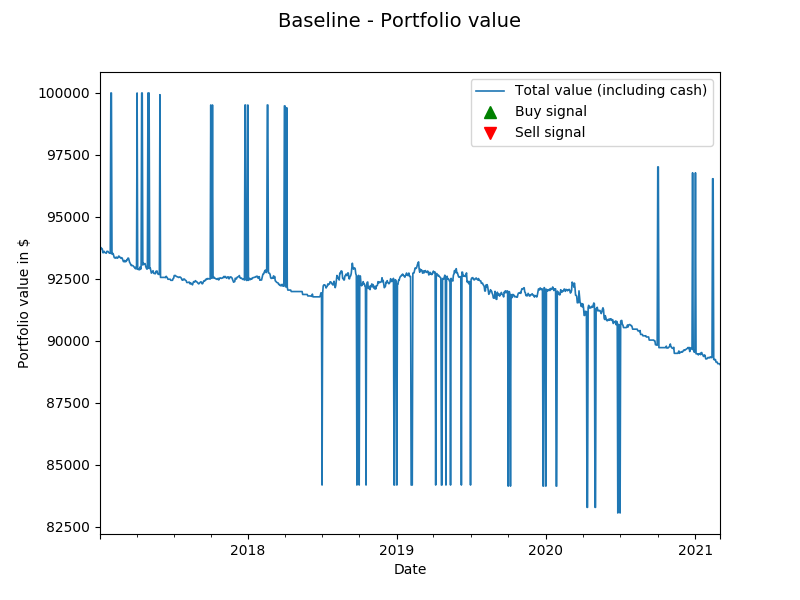 Baseline - Portfolio value
Total value (including cash)
Buy signal
Sell signal
Portfolio value in $
100000
97500
95000
92500
90000
87500
85000
82500
2018
2019
2020
2021
Date